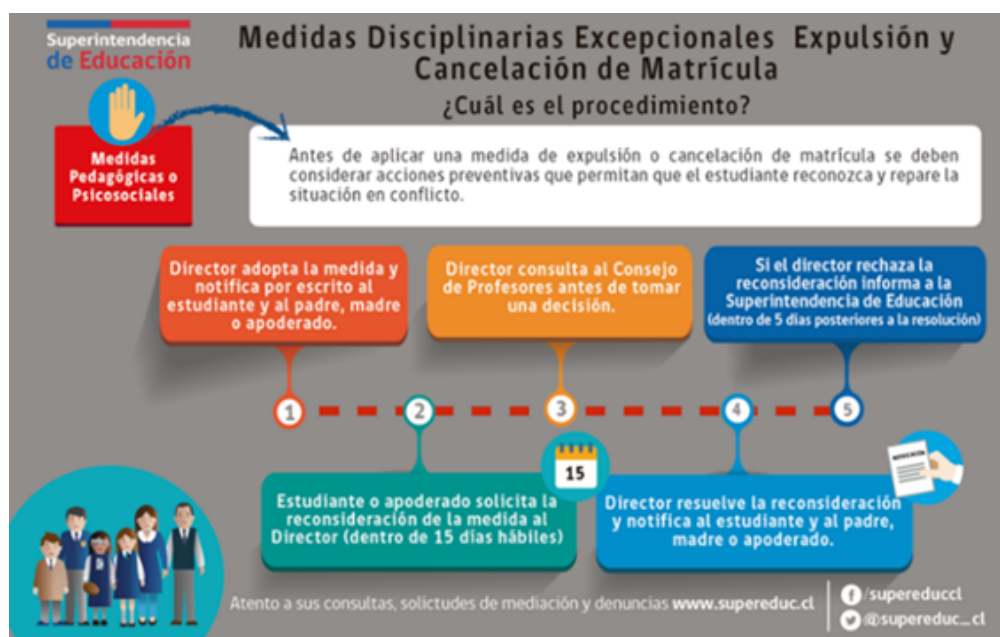 Superintendencia
de Educación
Medidas Disciplinarias Excepcionales Expulsión y
Cancelación de Matrícula
¿Cuál es el procedimiento?
Medidas
Pedagógicas o
Psicosociales
Antes de aplicar una medida de expulsión o cancelación de matrícula se deben
considerar acciones preventivas que permitan que el estudiante reconozca y repare la
situación en conflicto.
Director adopta la medida y
notifica por escrito al
estudiante y al padre, madre
o apoderado.
Director consulta al Consejo
de Profesores antes de tomar
una decisión.
Si el director rechaza la
reconsideración informa a la
Superintendencia de Educación
(dentro de 5 días posteriores a la resolución)
1
2
3
4
5
15
NOTIFICACIÓN
Estudiante o apoderado solicita la
reconsideración de la medida al
Director (dentro de 15 días hábiles)
Director resuelve la reconsideración
y notifica al estudiante y al padre,
madre o apoderado.
Atento a sus consultas, solictudes de mediación y denuncias www.supereduc.cl
/supereduccl
@supereduc_cl